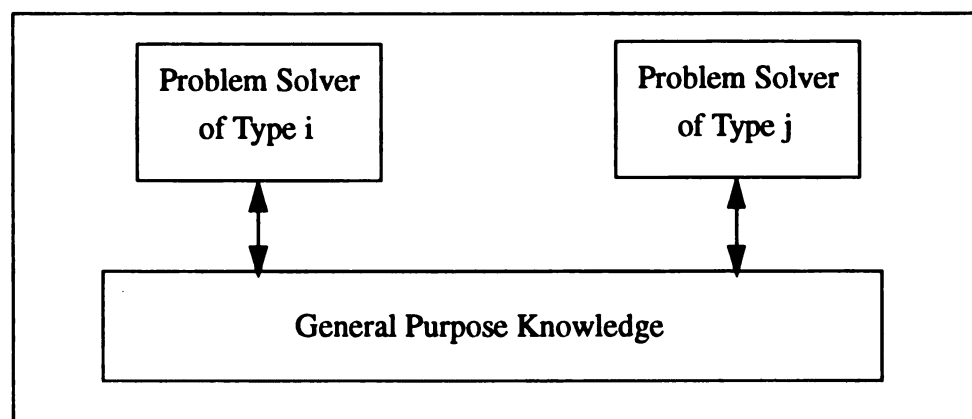 Problem Solver
of Type i
Problem Solver
of Type j
General Purpose Knowledge